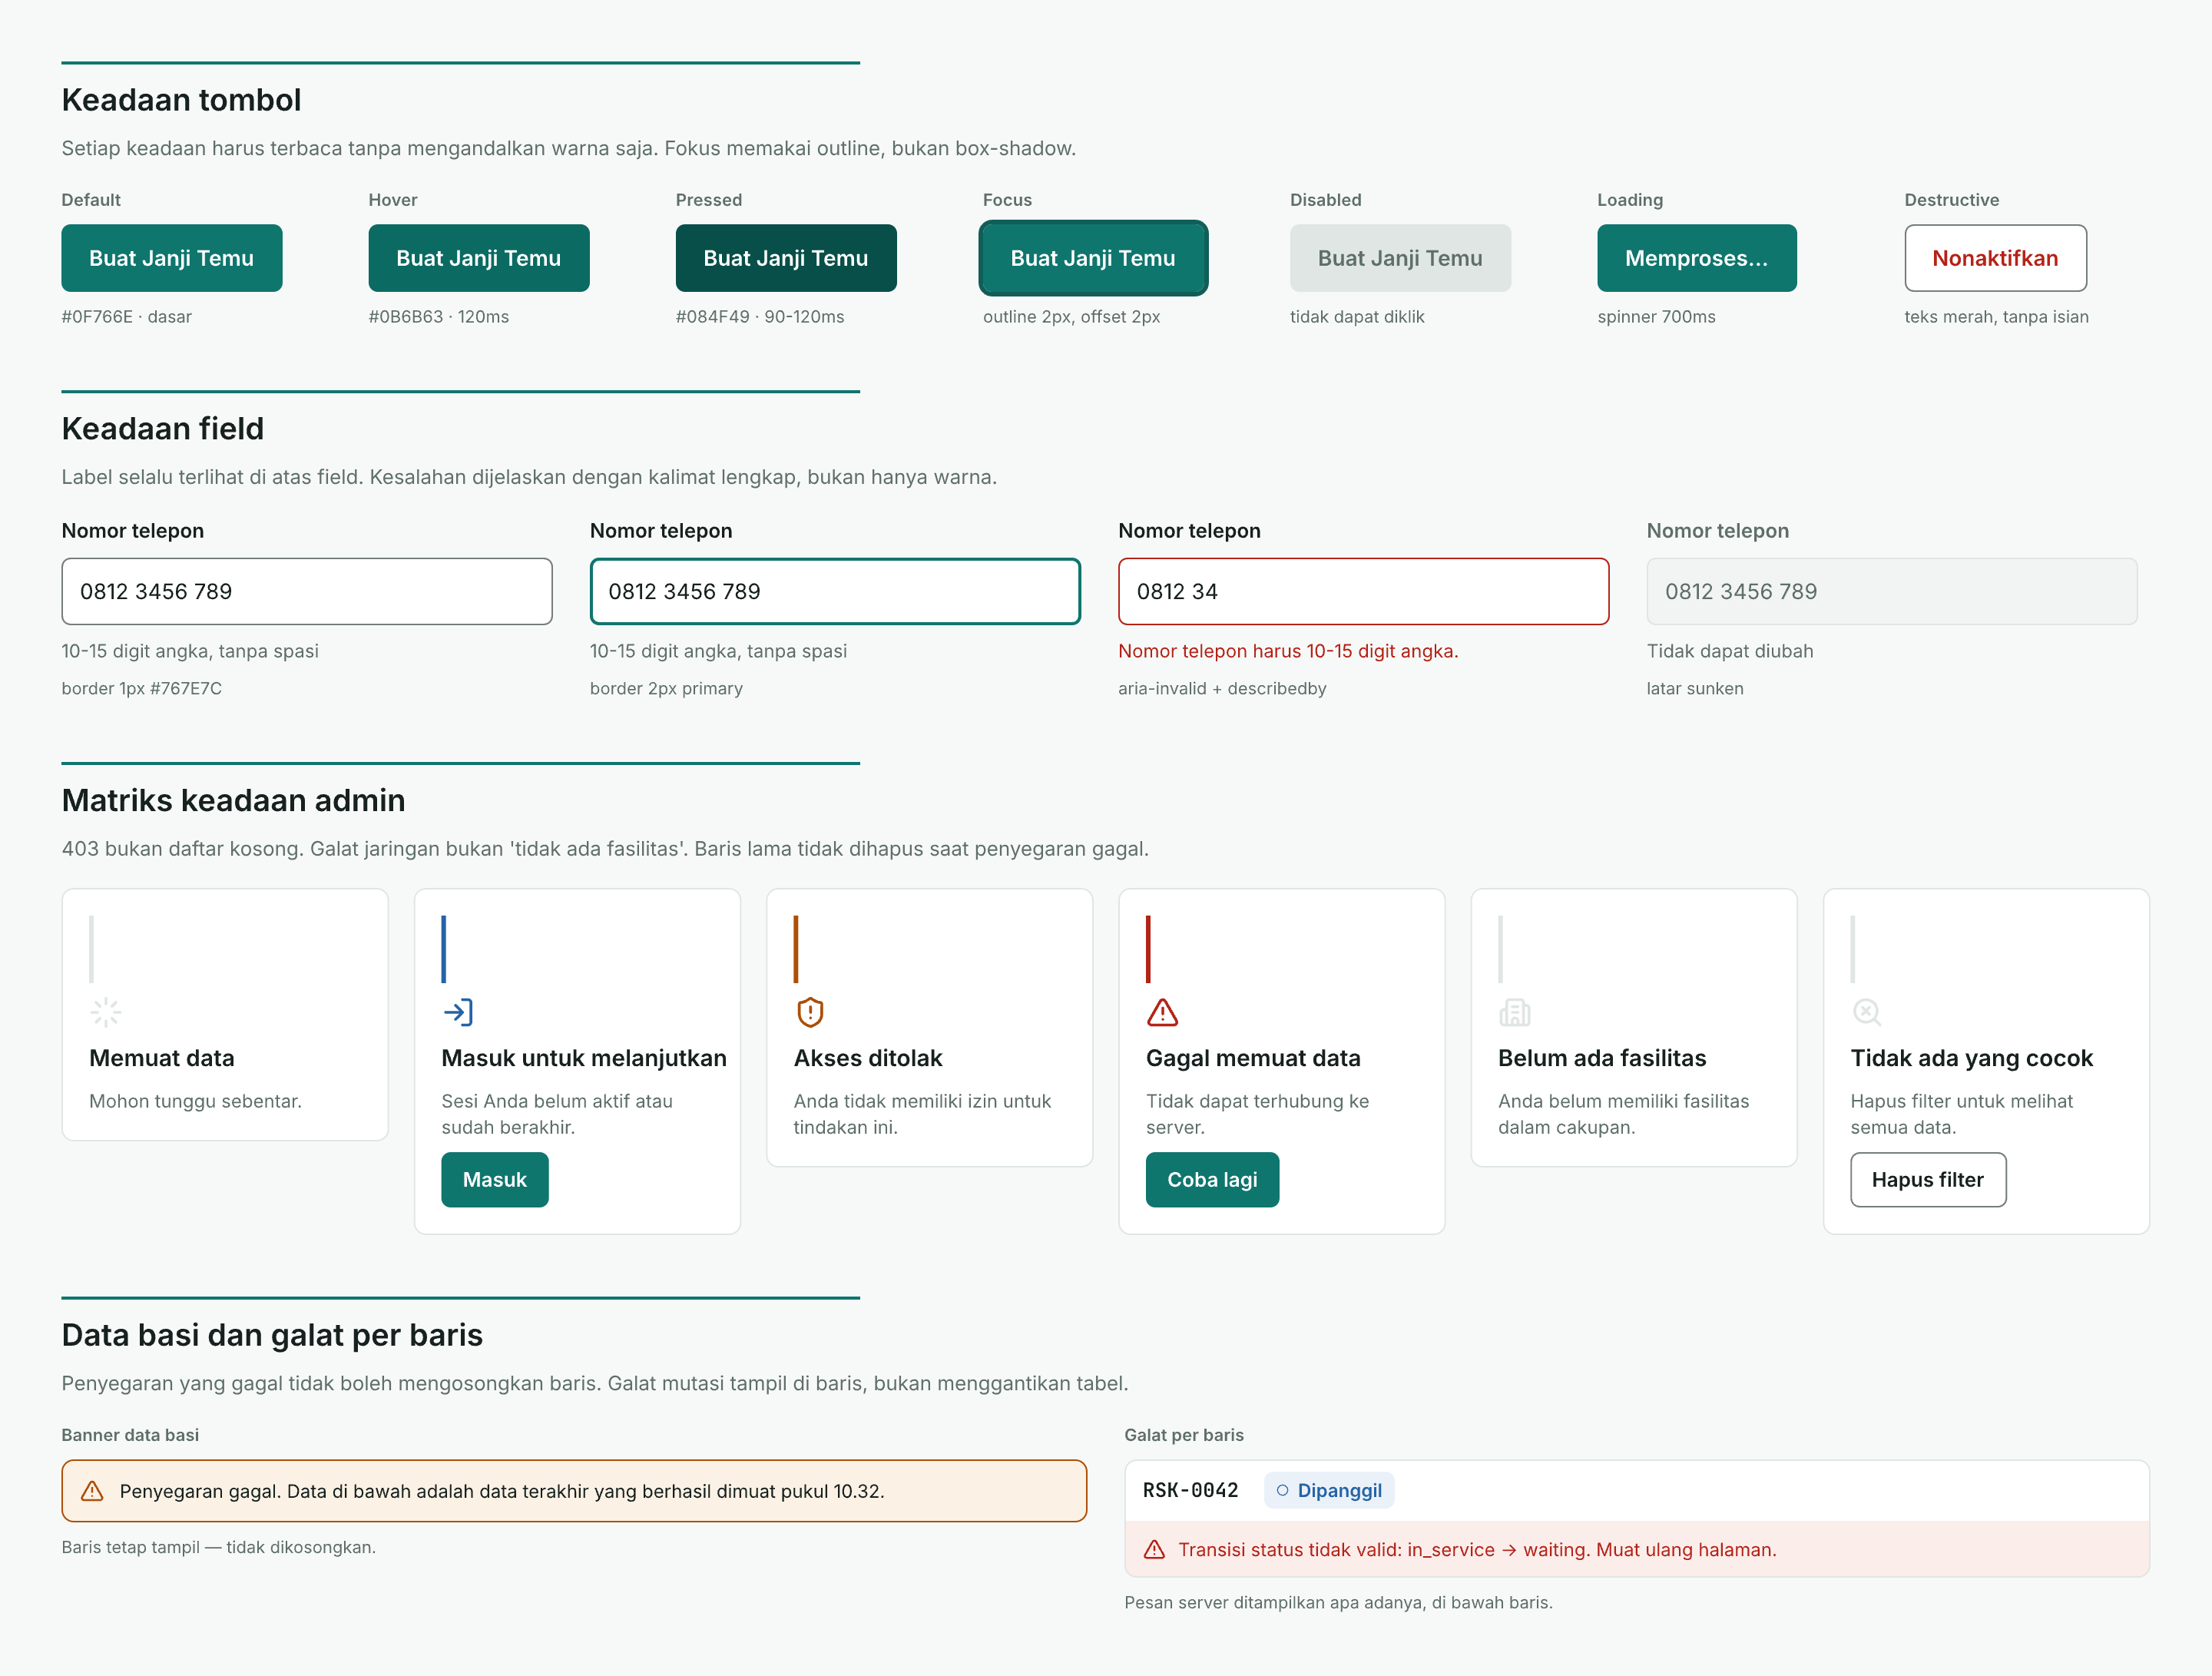 Keadaan tombol
Setiap keadaan harus terbaca tanpa mengandalkan warna saja. Fokus memakai outline, bukan box-shadow.
Default
Hover
Pressed
Focus
Disabled
Loading
Destructive
Buat Janji Temu
Buat Janji Temu
Buat Janji Temu
Buat Janji Temu
Buat Janji Temu
Memproses...
Nonaktifkan
#0F766E · dasar
#0B6B63 · 120ms
#084F49 · 90-120ms
outline 2px, offset 2px
tidak dapat diklik
spinner 700ms
teks merah, tanpa isian
Keadaan field
Label selalu terlihat di atas field. Kesalahan dijelaskan dengan kalimat lengkap, bukan hanya warna.
Nomor telepon
Nomor telepon
Nomor telepon
Nomor telepon
0812 3456 789
0812 3456 789
0812 34
0812 3456 789
10-15 digit angka, tanpa spasi
10-15 digit angka, tanpa spasi
Nomor telepon harus 10-15 digit angka.
Tidak dapat diubah
border 1px #767E7C
border 2px primary
aria-invalid + describedby
latar sunken
Matriks keadaan admin
403 bukan daftar kosong. Galat jaringan bukan 'tidak ada fasilitas'. Baris lama tidak dihapus saat penyegaran gagal.
Memuat data
Mohon tunggu sebentar.
Masuk untuk melanjutkan
Sesi Anda belum aktif atau
sudah berakhir.
Masuk
Akses ditolak
Anda tidak memiliki izin untuk
tindakan ini.
Gagal memuat data
Tidak dapat terhubung ke
server.
Coba lagi
Belum ada fasilitas
Anda belum memiliki fasilitas
dalam cakupan.
Tidak ada yang cocok
Hapus filter untuk melihat
semua data.
Hapus filter
Data basi dan galat per baris
Penyegaran yang gagal tidak boleh mengosongkan baris. Galat mutasi tampil di baris, bukan menggantikan tabel.
Banner data basi
Penyegaran gagal. Data di bawah adalah data terakhir yang berhasil dimuat pukul 10.32.
Baris tetap tampil — tidak dikosongkan.
Galat per baris
RSK-0042 Dipanggil
Transisi status tidak valid: in_service → waiting. Muat ulang halaman.
Pesan server ditampilkan apa adanya, di bawah baris.